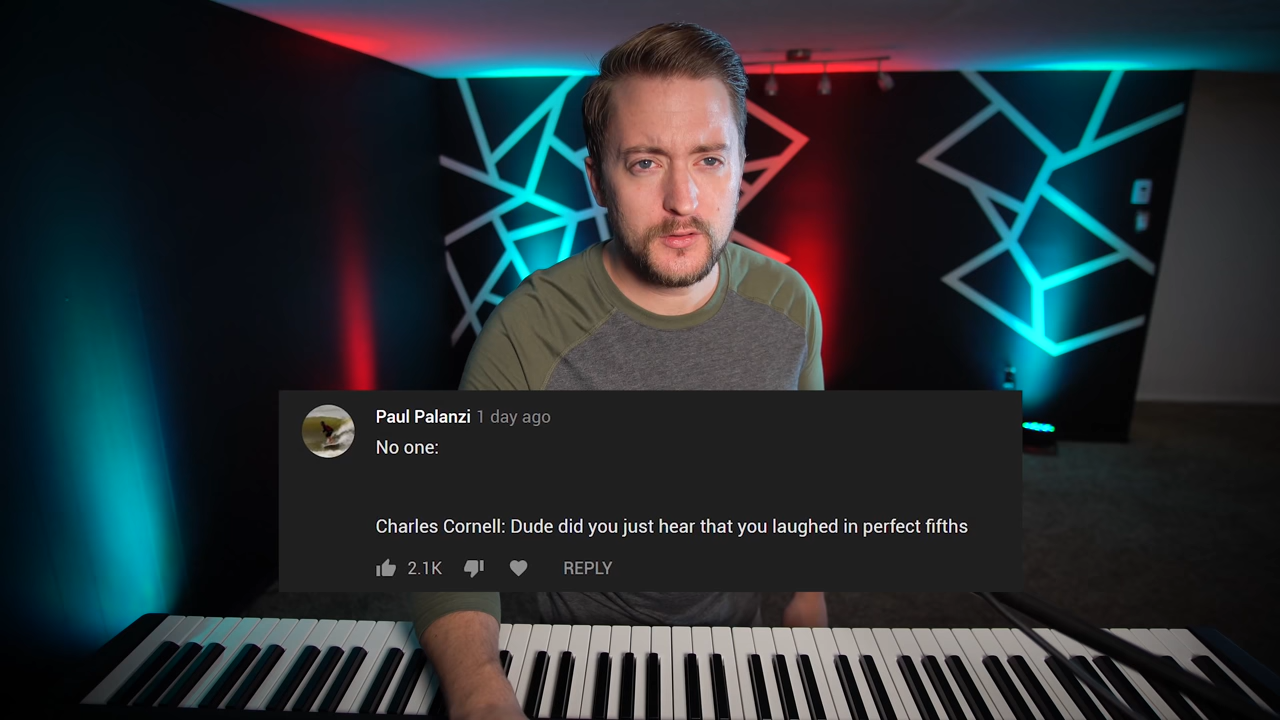 Paul Palanzi 1 day ago
No one:
Charles Cornell: Dude did you just hear that you laughed in perfect fifths
2.1K REPLY